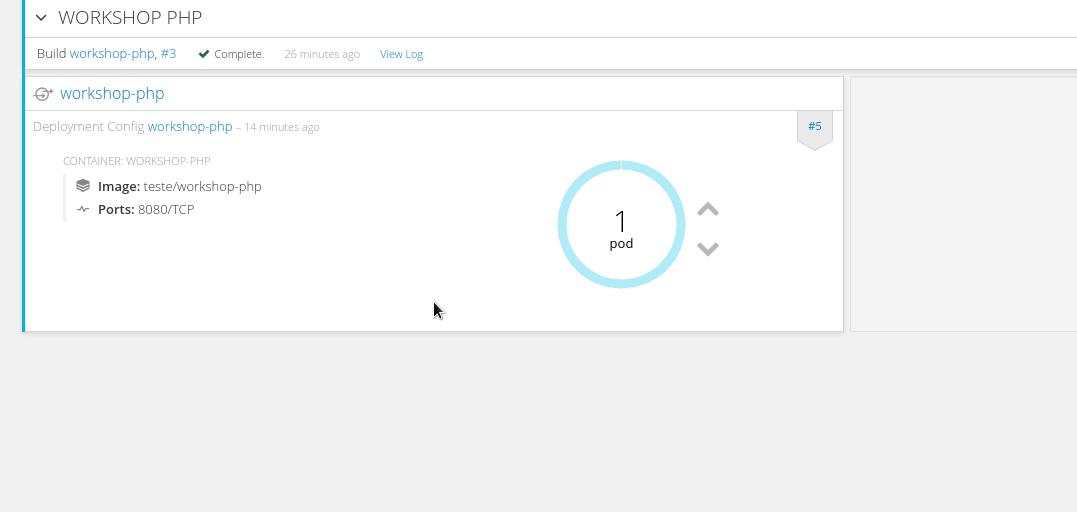 WORKSHOP PHP
Build workshop-php, #3 Complete. 26 minutes ago View Log
workshop-php
Deployment Config workshop-php – 14 minutes ago #5
CONTAINER: WORKSHOP-PHP
Image: teste/workshop-php
Ports: 8080/TCP
1
pod